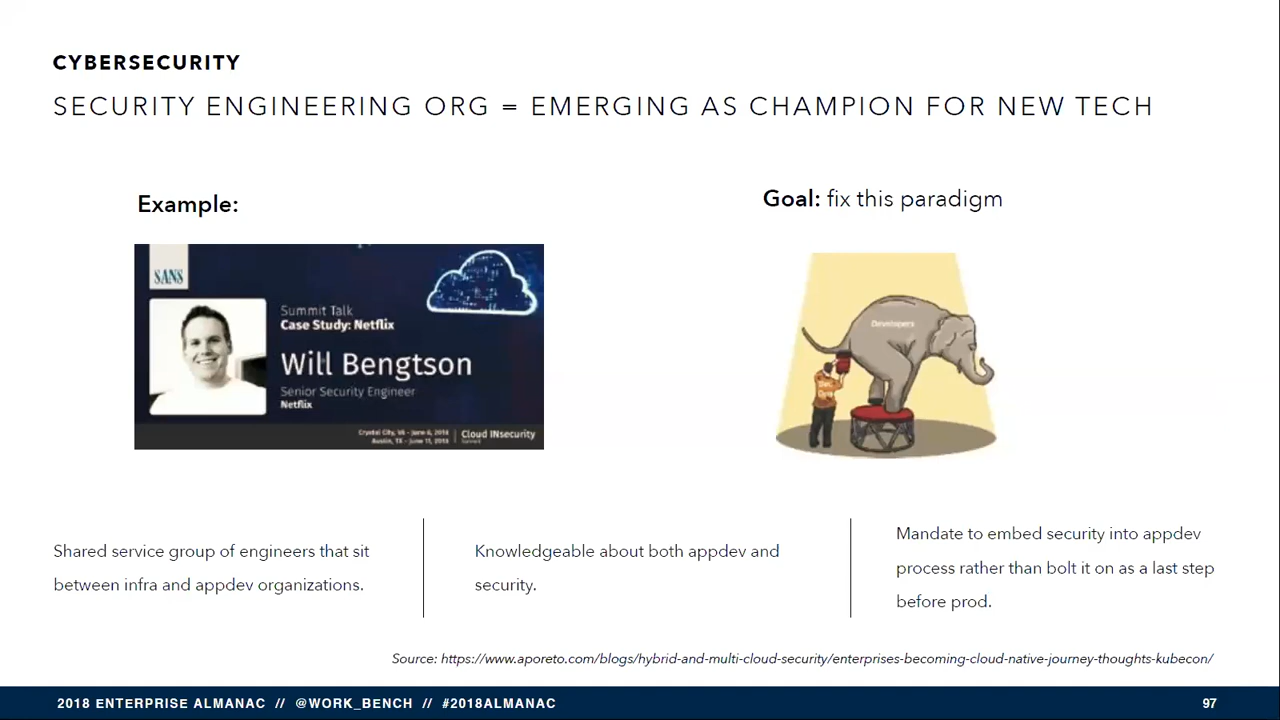 CYBERSECURITY
SECURITY ENGINEERING ORG = EMERGING AS CHAMPION FOR NEW TECH
Example:
SANS
Summit Talk
Case Study: Netflix
Will Bengtson
Senior Security Engineer
Netflix
Crystal City, VA - June 6, 2018
Austin, TX - June 11, 2018
Cloud INsecurity
Summit
Goal: fix this paradigm
Developers
Shared service group of engineers that sit
between infra and appdev organizations.
Knowledgeable about both appdev and
security.
Mandate to embed security into appdev
process rather than bolt it on as a last step
before prod.
Source: https://www.aporeto.com/blogs/hybrid-and-multi-cloud-security/enterprises-becoming-cloud-native-journey-thoughts-kubecon/
2018 ENTERPRISE ALMANAC // @WORK_BENCH // #2018ALMANAC
97